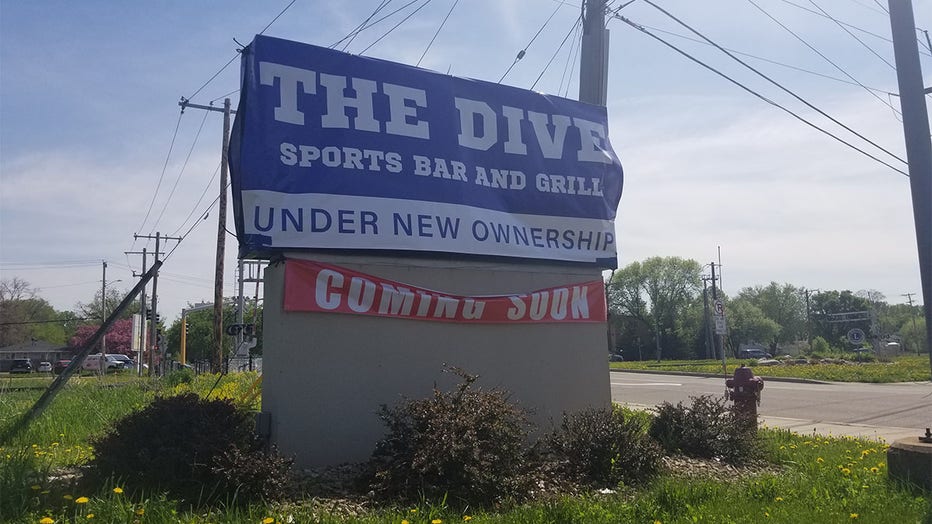 THE DIVE
SPORTS BAR AND GRILL
UNDER NEW OWNERSHIP
COMING SOON